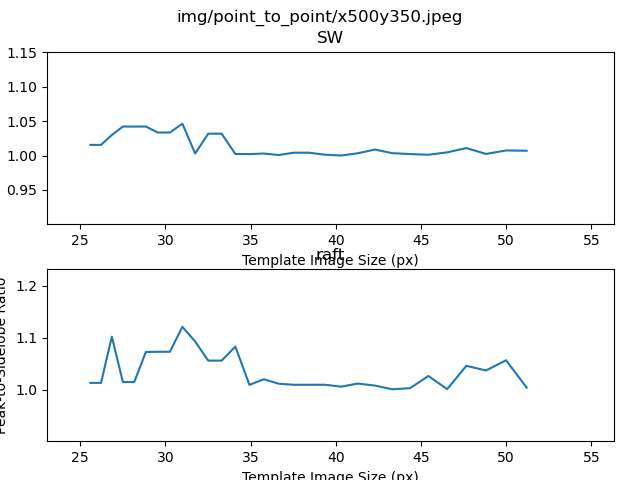 img/point_to_point/x500y350.jpeg
SW
1.15
1.10
1.05
1.00
0.95
25 30 35 40 45 50 55
Template Image Size (px)
raft
Peak-to-Sidelobe Ratio
1.2
1.1
1.0
25 30 35 40 45 50 55
Template Image Size (px)